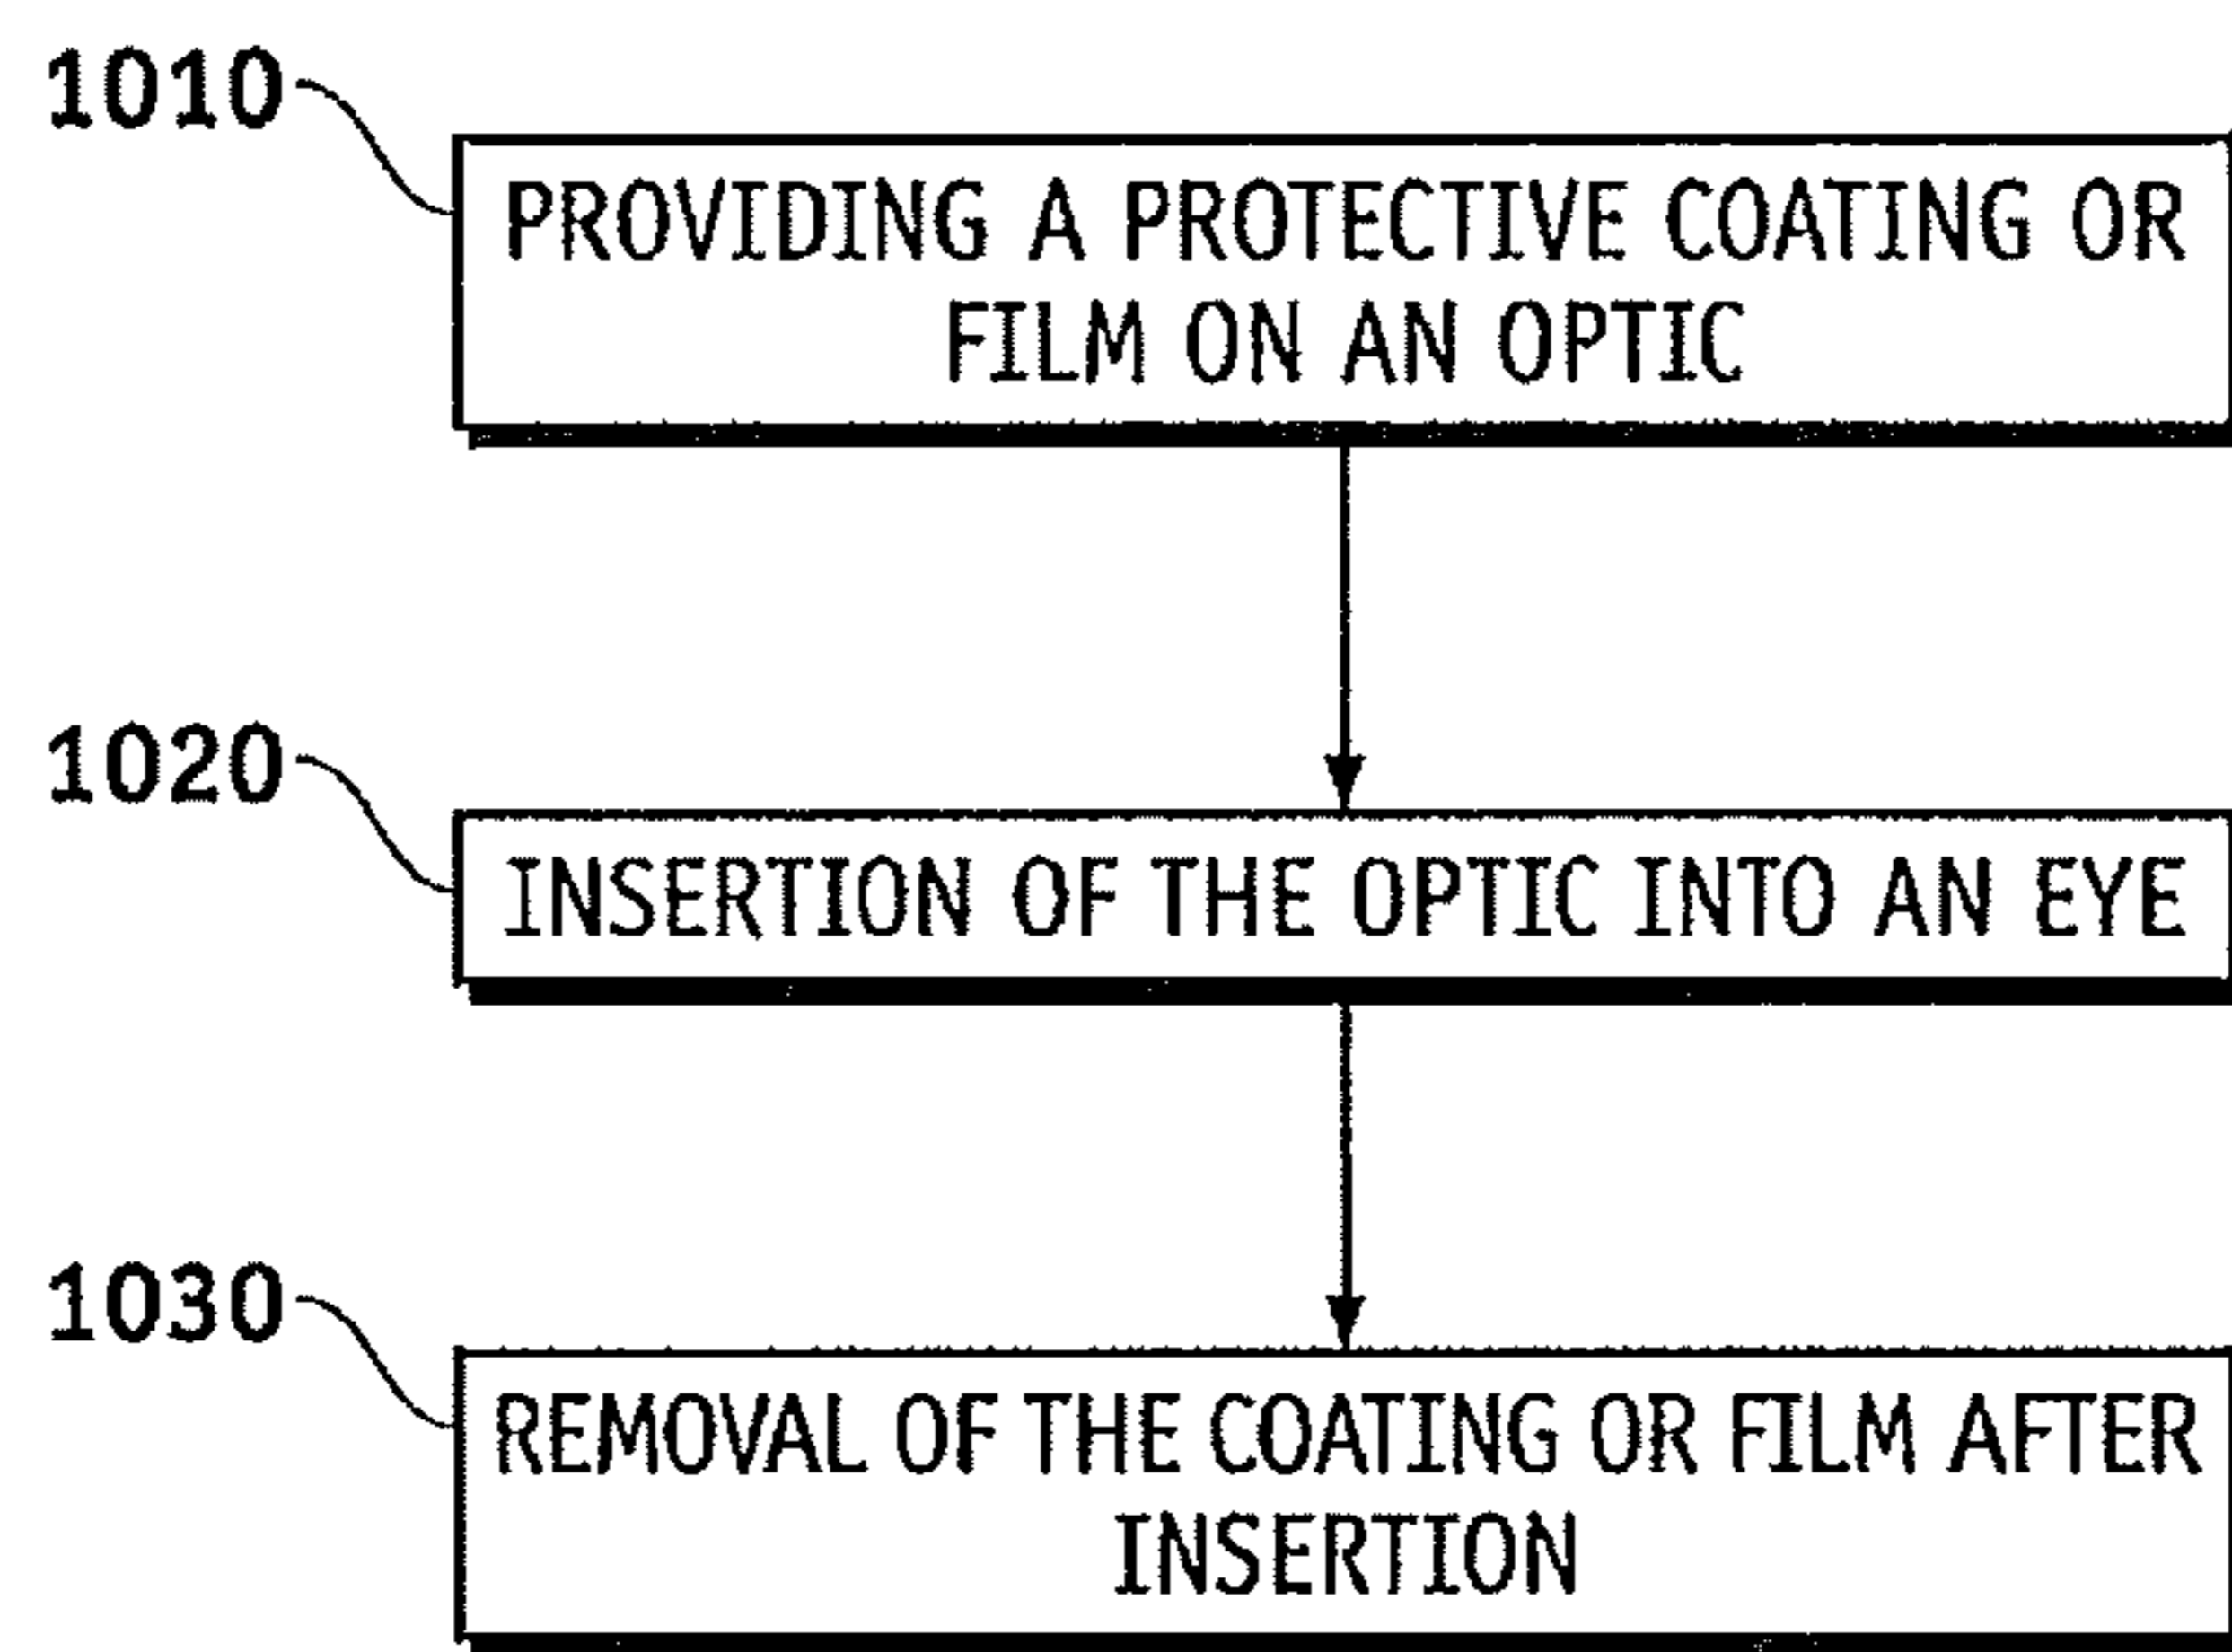 1010
PROVIDING A PROTECTIVE COATING OR
FILM ON AN OPTIC
1020
INSERTION OF THE OPTIC INTO AN EYE
1030
REMOVAL OF THE COATING OR FILM AFTER
INSERTION